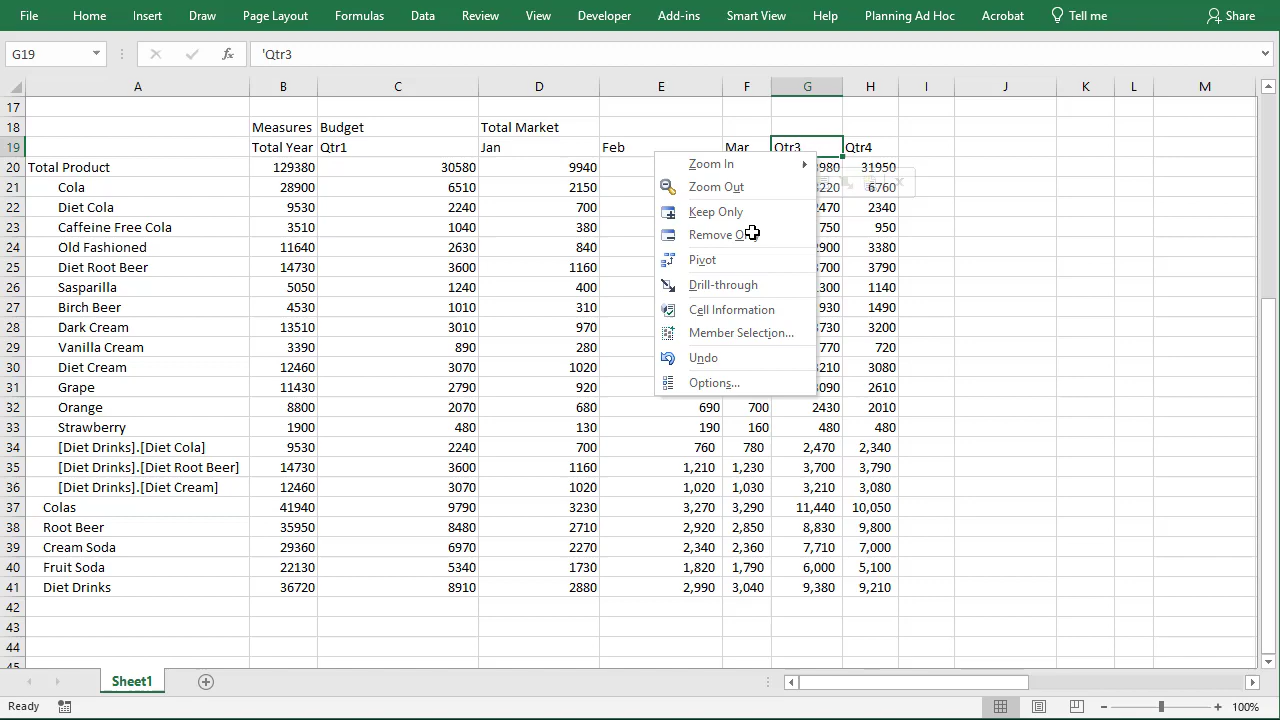 File Home Insert Draw Page Layout Formulas Data Review View Developer Add-ins Smart View Help Planning Ad Hoc Acrobat Tell me Share
G19 fx 'Qtr3
A B C D E F G H I J K L M
17
18 Measures Budget Total Market
19 Total Year Qtr1 Jan Feb Mar Qtr3 Qtr4
20 Total Product 129380 30580 9940 31950
21 Cola 28900 6510 2150 6760
22 Diet Cola 9530 2240 700 2340
23 Caffeine Free Cola 3510 1040 380 750 950
24 Old Fashioned 11640 2630 840 3380
25 Diet Root Beer 14730 3600 1160 3790
26 Sasparilla 5050 1240 400 1140
27 Birch Beer 4530 1010 310 930 1490
28 Dark Cream 13510 3010 970 3200
29 Vanilla Cream 3390 890 280 770 720
30 Diet Cream 12460 3070 1020 3080
31 Grape 11430 2790 920 2610
32 Orange 8800 2070 680 690 700 2430 2010
33 Strawberry 1900 480 130 190 160 480 480
34 [Diet Drinks].[Diet Cola] 9530 2240 700 760 780 2,470 2,340
35 [Diet Drinks].[Diet Root Beer] 14730 3600 1160 1,210 1,230 3,700 3,790
36 [Diet Drinks].[Diet Cream] 12460 3070 1020 1,020 1,030 3,210 3,080
37 Colas 41940 9790 3230 3,270 3,290 11,440 10,050
38 Root Beer 35950 8480 2710 2,920 2,850 8,830 9,800
39 Cream Soda 29360 6970 2270 2,340 2,360 7,710 7,000
40 Fruit Soda 22130 5340 1730 1,820 1,790 6,000 5,100
41 Diet Drinks 36720 8910 2880 2,990 3,040 9,380 9,210
42
43
44
45
Zoom In
Zoom Out
Keep Only
Remove
Pivot
Drill-through
Cell Information
Member Selection...
Undo
Options...
Sheet1
Ready 100%